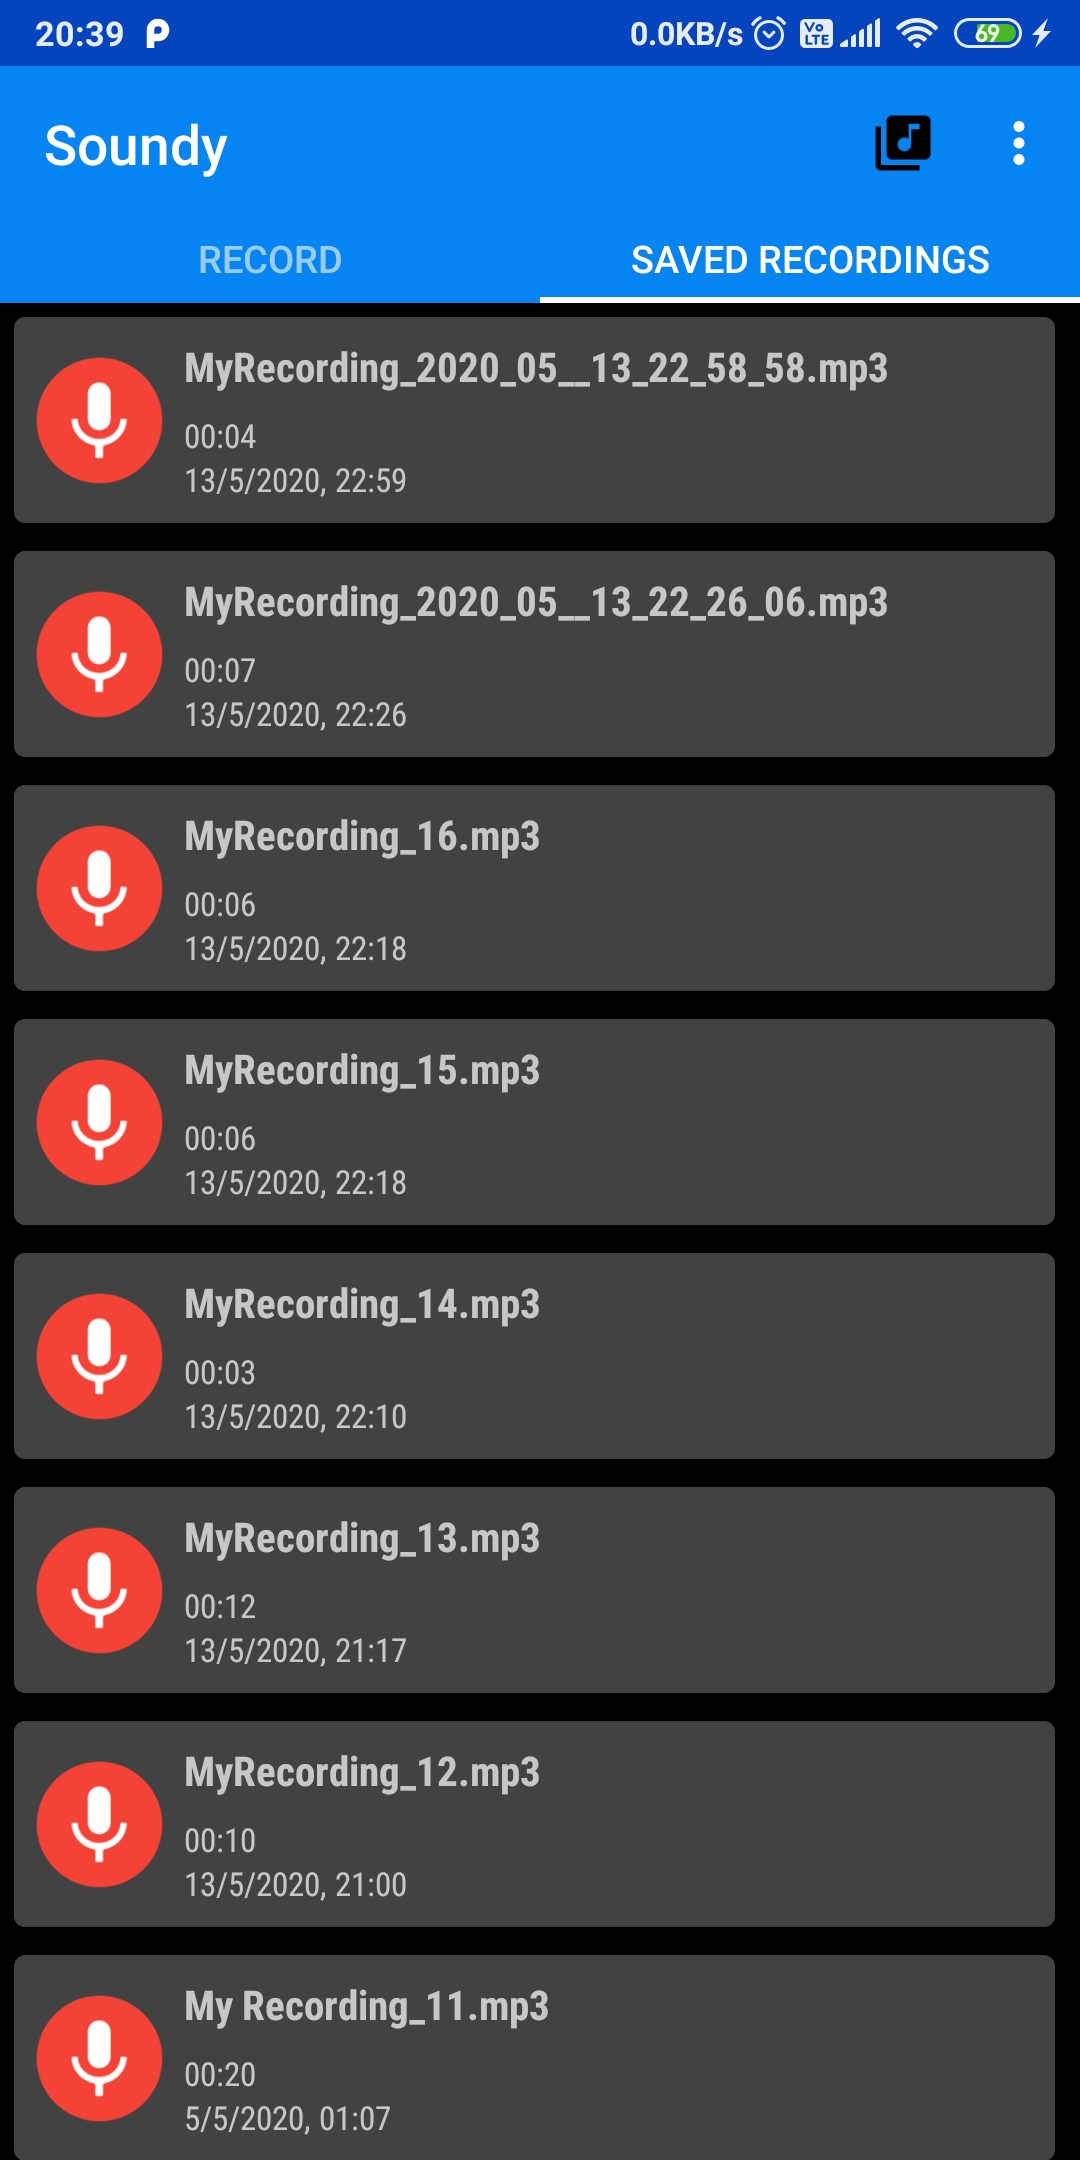 20:39 P 0.0KB/s Vo LTE 69
Soundy
RECORD SAVED RECORDINGS
MyRecording_2020_05__13_22_58_58.mp3
00:04
13/5/2020, 22:59
MyRecording_2020_05__13_22_26_06.mp3
00:07
13/5/2020, 22:26
MyRecording_16.mp3
00:06
13/5/2020, 22:18
MyRecording_15.mp3
00:06
13/5/2020, 22:18
MyRecording_14.mp3
00:03
13/5/2020, 22:10
MyRecording_13.mp3
00:12
13/5/2020, 21:17
MyRecording_12.mp3
00:10
13/5/2020, 21:00
My Recording_11.mp3
00:20
5/5/2020, 01:07